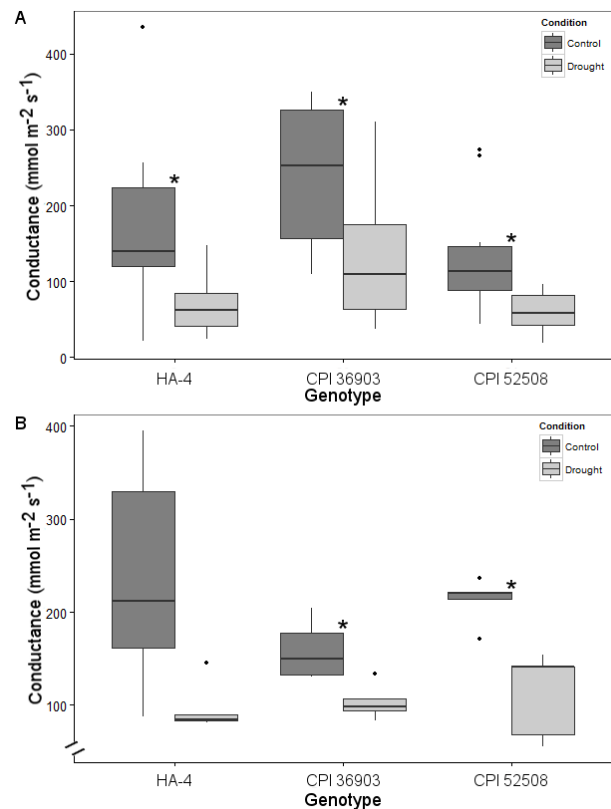 A
Condition
Control
Drought
Conductance (mmol m⁻² s⁻¹)
400
300
200
100
0
*
*
*
HA-4
CPI 36903
CPI 52508
Genotype
B
Condition
Control
Drought
Conductance (mmol m⁻² s⁻¹)
400
300
200
100
*
*
HA-4
CPI 36903
CPI 52508
Genotype